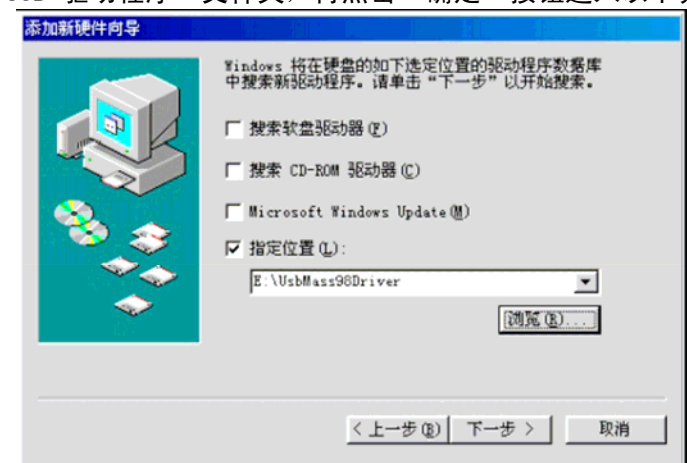 添加新硬件向导
Windows 将在硬盘的如下选定位置的驱动程序数据库
中搜索新驱动程序。请单击“下一步”以开始搜索。
搜索软盘驱动器(F)
搜索 CD-ROM 驱动器(C)
Microsoft Windows Update(M)
指定位置(L):
E:\UsbMass98Driver
浏览(R)...
< 上一步(B) 下一步 > 取消